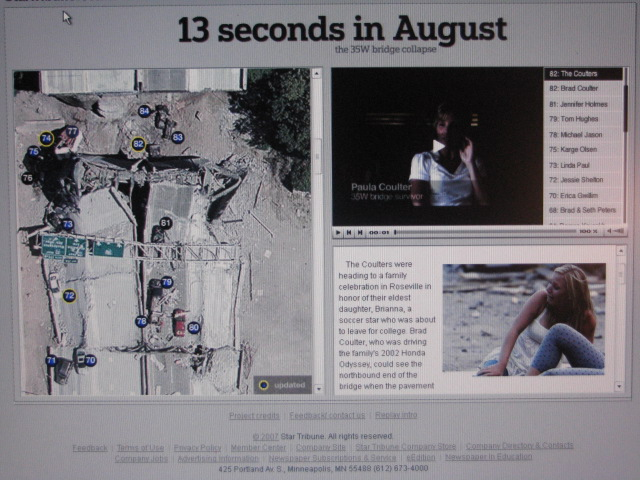 13 seconds in August
the 35W bridge collapse
84
77
74
83
82
75
76
73
81
79
72
78
80
71
70
updated
Paula Coulter
35W bridge survivor
00:01
82: The Coulters
82: Brad Coulter
81: Jennifer Holmes
79: Tom Hughes
78: Michael Jason
75: Karge Olsen
73: Linda Paul
72: Jessie Shelton
70: Erica Gwillim
68: Brad & Seth Peters
The Coulters were
heading to a family
celebration in Roseville in
honor of their eldest
daughter, Brianna, a
soccer star who was about
to leave for college. Brad
Coulter, who was driving
the family's 2002 Honda
Odyssey, could see the
northbound end of the
bridge when the pavement
Project credits | Feedback/contact us | Replay intro
© 2007 Star Tribune. All rights reserved.
Feedback | Terms of Use | Privacy Policy | Member Center | Company Site | Star Tribune Company Store | Company Directory & Contacts
Company Jobs | Advertising Information | Newspaper Subscriptions & Service | eEdition | Newspaper in Education
425 Portland Av. S., Minneapolis, MN 55488 (612) 673-4000